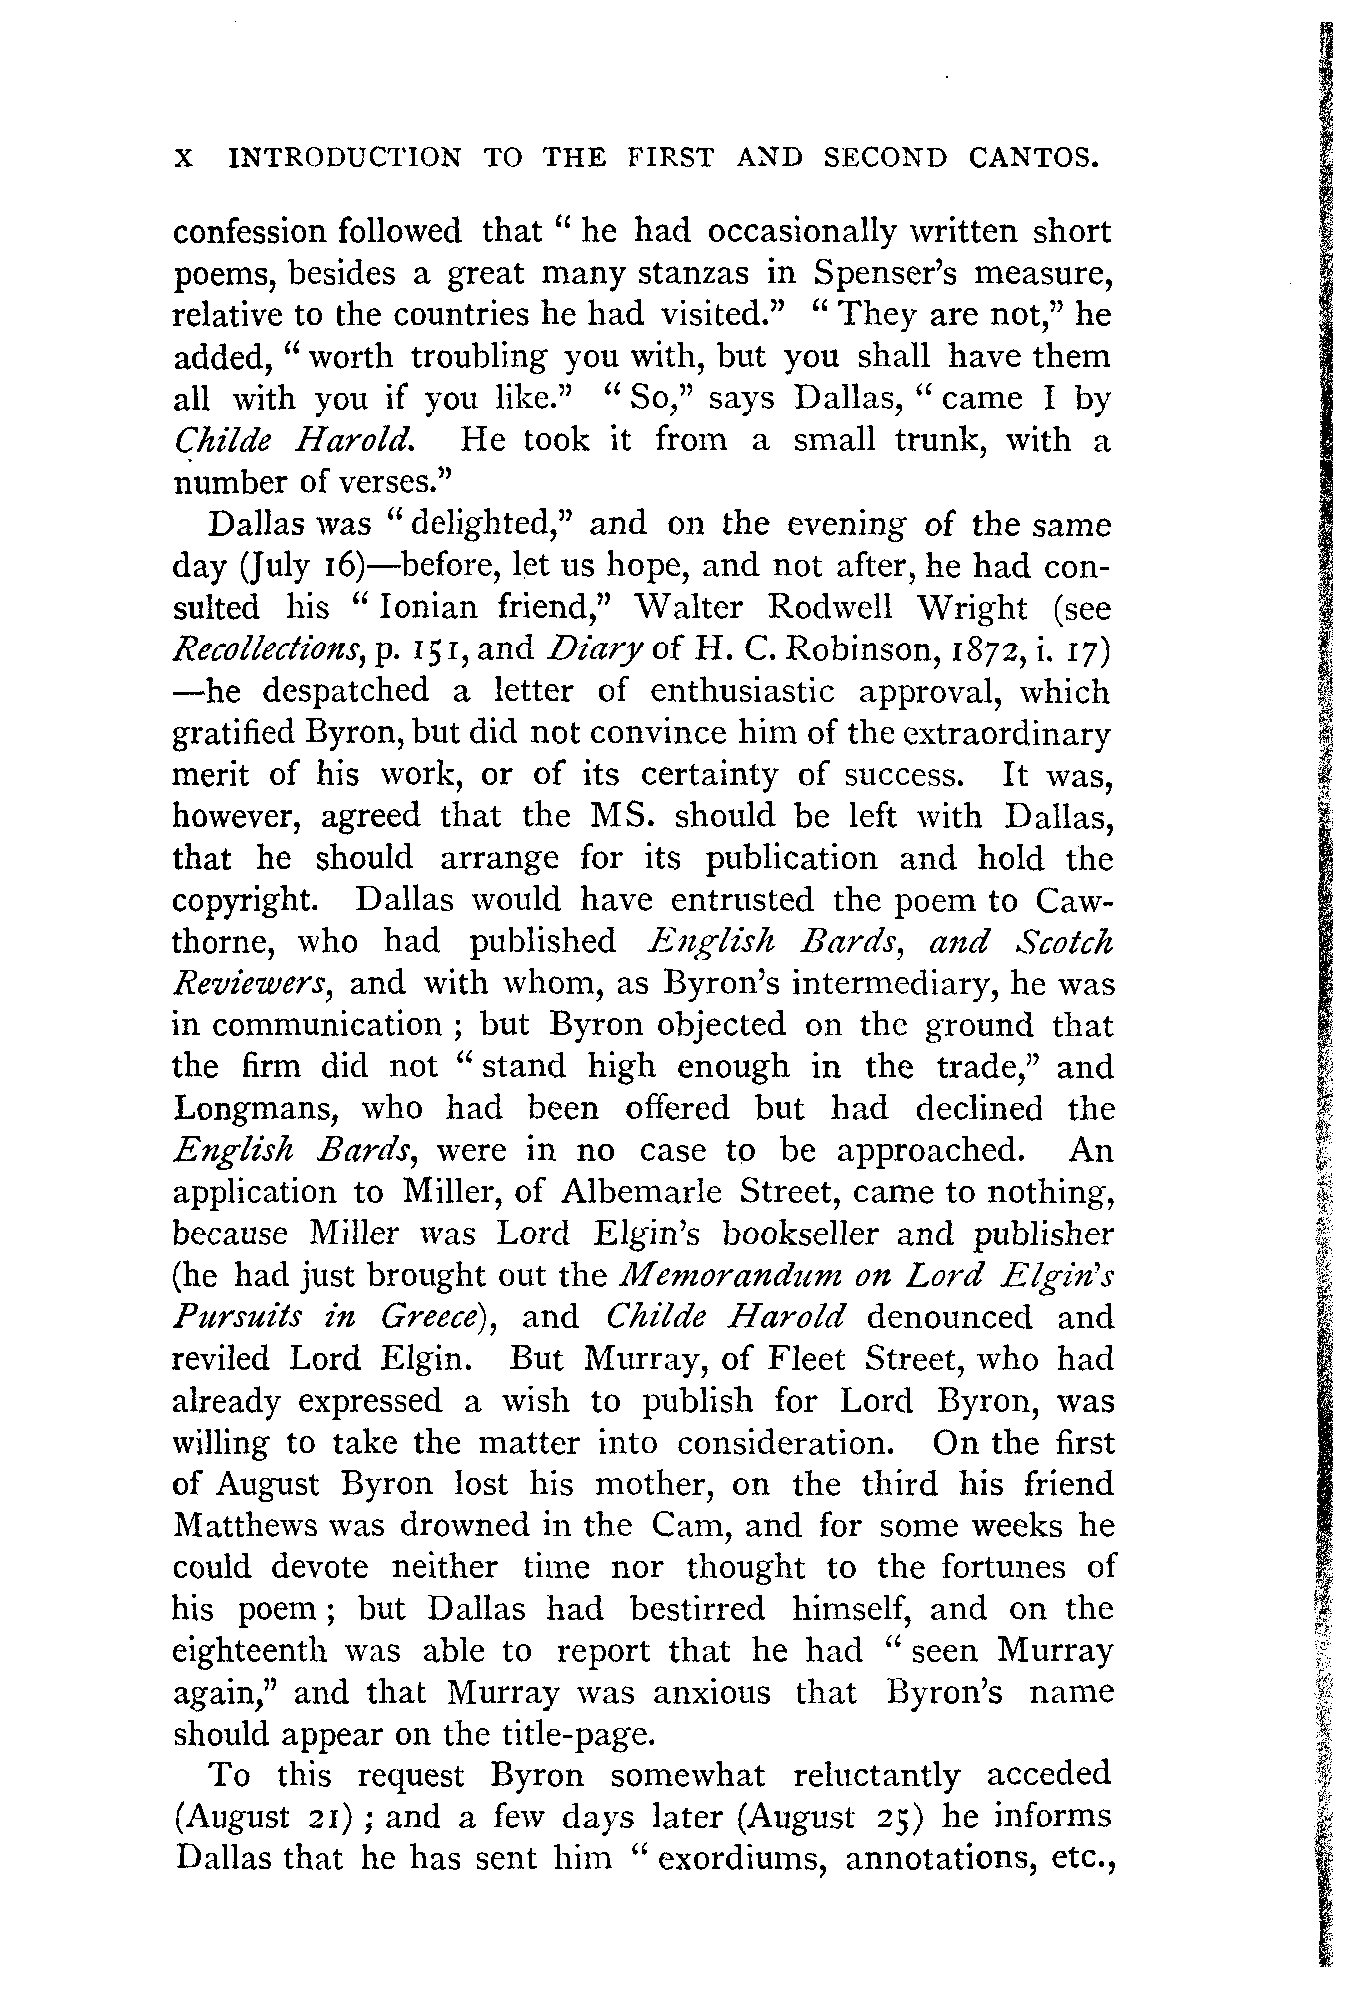 x INTRODUCTION TO THE FIRST AND SECOND CANTOS.
confession followed that “ he had occasionally written short
poems, besides a great many stanzas in Spenser's measure,
relative to the countries he had visited.” “ They are not,” he
added, “ worth troubling you with, but you shall have them
all with you if you like.” “ So,” says Dallas, “ came I by
Childe Harold. He took it from a small trunk, with a
number of verses.”
Dallas was “ delighted,” and on the evening of the same
day (July 16)—before, let us hope, and not after, he had con-
sulted his “ Ionian friend,” Walter Rodwell Wright (see
Recollections, p. 151, and Diary of H. C. Robinson, 1872, i. 17)
—he despatched a letter of enthusiastic approval, which
gratified Byron, but did not convince him of the extraordinary
merit of his work, or of its certainty of success. It was,
however, agreed that the MS. should be left with Dallas,
that he should arrange for its publication and hold the
copyright. Dallas would have entrusted the poem to Caw-
thorne, who had published English Bards, and Scotch
Reviewers, and with whom, as Byron's intermediary, he was
in communication ; but Byron objected on the ground that
the firm did not “ stand high enough in the trade,” and
Longmans, who had been offered but had declined the
English Bards, were in no case to be approached. An
application to Miller, of Albemarle Street, came to nothing,
because Miller was Lord Elgin's bookseller and publisher
(he had just brought out the Memorandum on Lord Elgin's
Pursuits in Greece), and Childe Harold denounced and
reviled Lord Elgin. But Murray, of Fleet Street, who had
already expressed a wish to publish for Lord Byron, was
willing to take the matter into consideration. On the first
of August Byron lost his mother, on the third his friend
Matthews was drowned in the Cam, and for some weeks he
could devote neither time nor thought to the fortunes of
his poem ; but Dallas had bestirred himself, and on the
eighteenth was able to report that he had “ seen Murray
again,” and that Murray was anxious that Byron's name
should appear on the title-page.
To this request Byron somewhat reluctantly acceded
(August 21) ; and a few days later (August 25) he informs
Dallas that he has sent him “ exordiums, annotations, etc.,